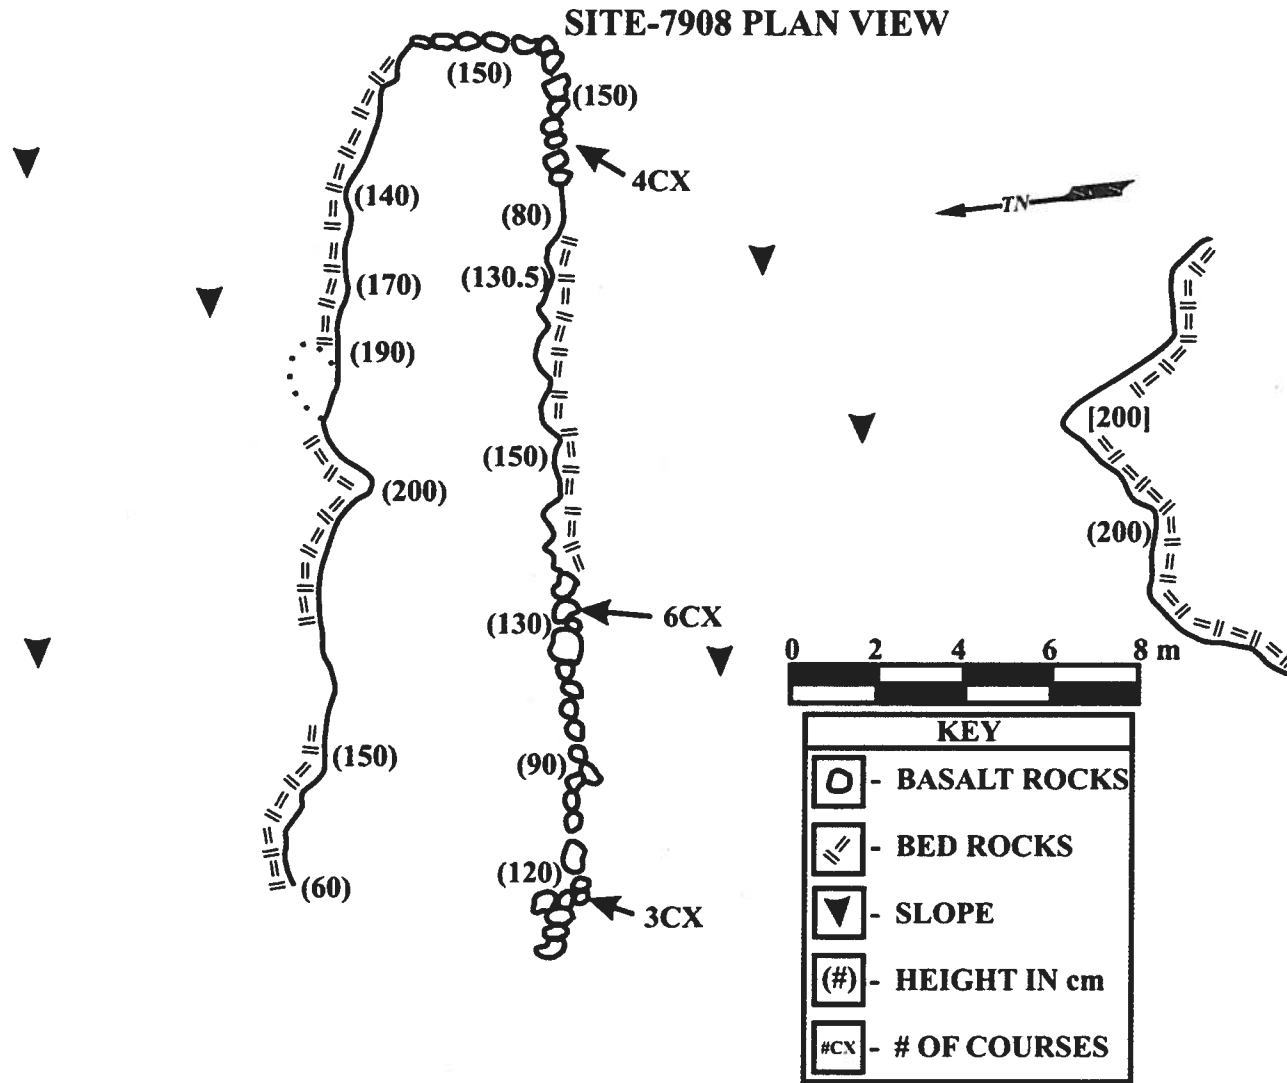 SITE-7908 PLAN VIEW
(150)
(150)
4CX
(140)
(80)
TN
(130.5)
(170)
(190)
[200]
(150)
(200)
(200)
6CX
(130)
0 2 4 6 8 m
(150)
(90)
(120)
(60)
3CX
KEY
- BASALT ROCKS
- BED ROCKS
- SLOPE
(#) - HEIGHT IN cm
#CX - # OF COURSES